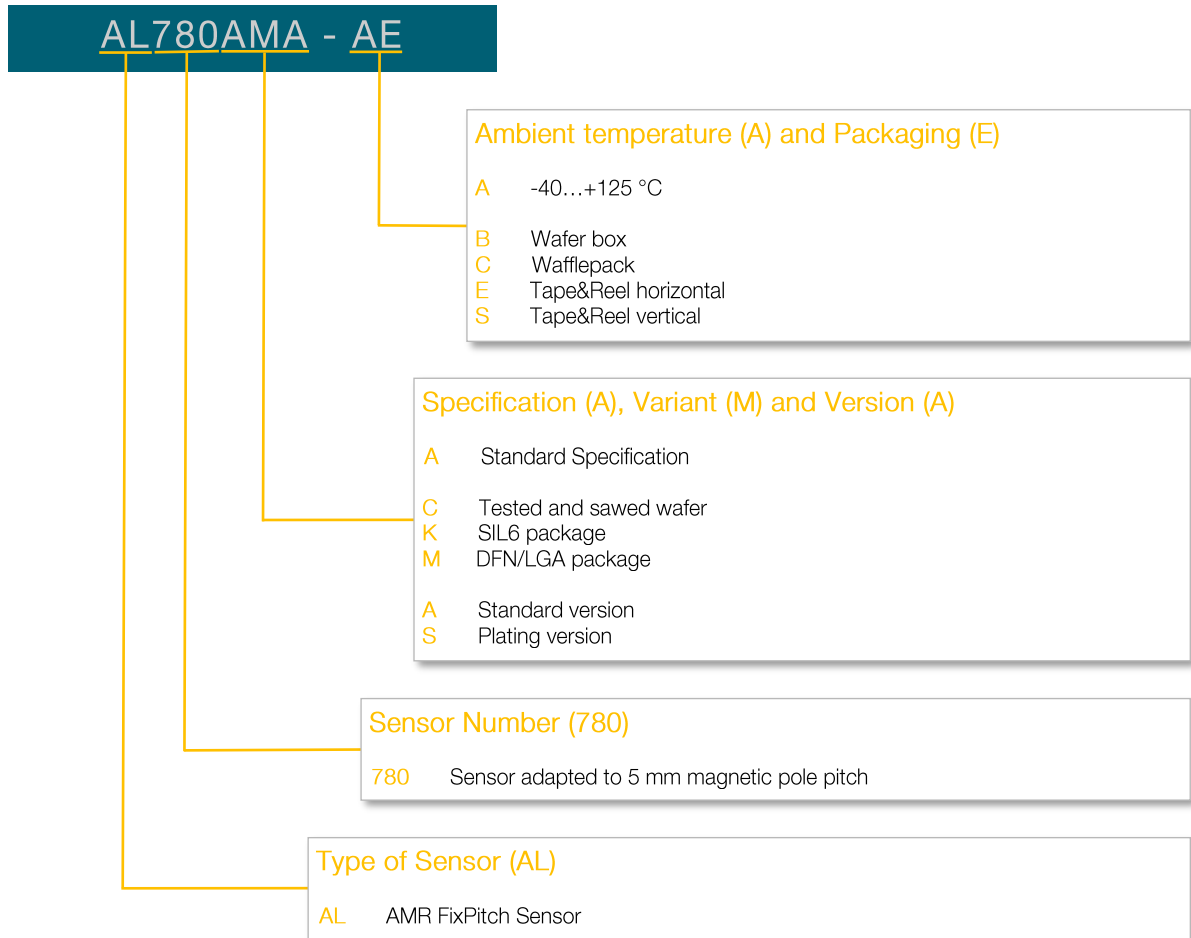 AL780AMA - AE
Ambient temperature (A) and Packaging (E)
A -40…+125 °C
B Wafer box
C Wafflepack
E Tape&Reel horizontal
S Tape&Reel vertical
Specification (A), Variant (M) and Version (A)
A Standard Specification
C Tested and sawed wafer
K SIL6 package
M DFN/LGA package
A Standard version
S Plating version
Sensor Number (780)
780 Sensor adapted to 5 mm magnetic pole pitch
Type of Sensor (AL)
AL AMR FixPitch Sensor